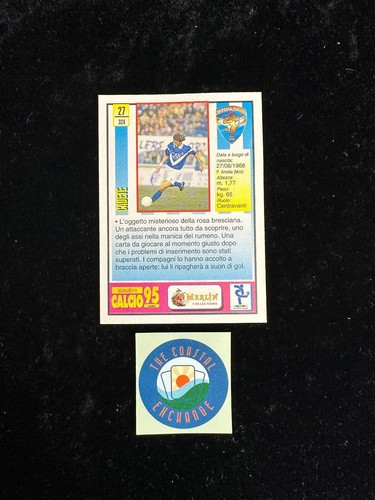 27
324
Data e luogo di
nascita:
27/08/1968
Altezza:
m. 1,77
Peso:
kg. 65
Ruolo:
Centravanti
• L'oggetto misterioso della rosa bresciana.
Un attaccante ancora tutto da scoprire, uno
degli assi nella manica del rumeno. Una
carta da giocare al momento giusto dopo
che i problemi di inserimento sono stati
superati. I compagni lo hanno accolto a
braccia aperte: lui li ripagherà a suon di gol.
CALCIO 95
MERLIN
COLLECTIONS
THE COASTAL
EXCHANGE